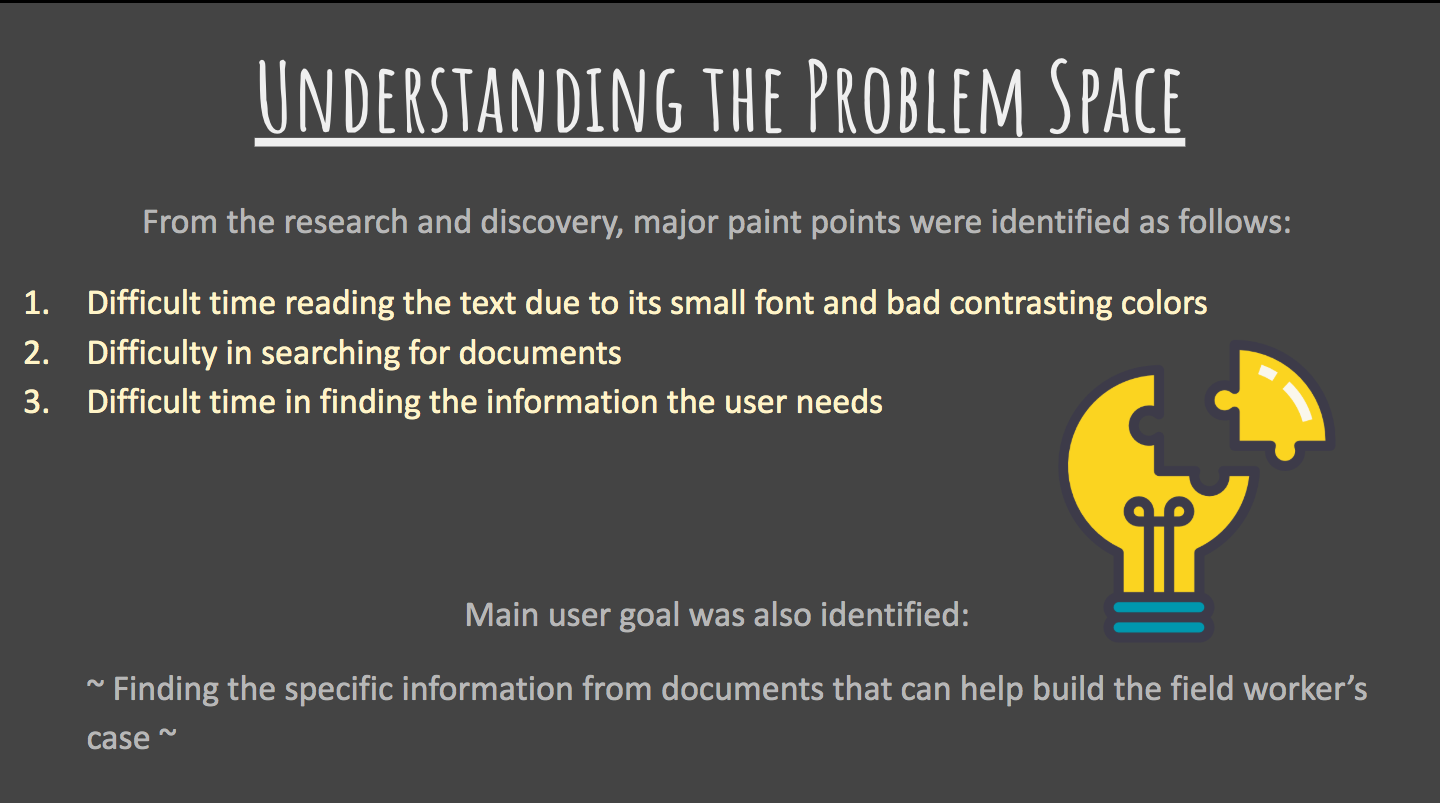 Understanding the Problem Space
From the research and discovery, major paint points were identified as follows:
1. Difficult time reading the text due to its small font and bad contrasting colors
2. Difficulty in searching for documents
3. Difficult time in finding the information the user needs
Main user goal was also identified:
~ Finding the specific information from documents that can help build the field worker’s
case ~